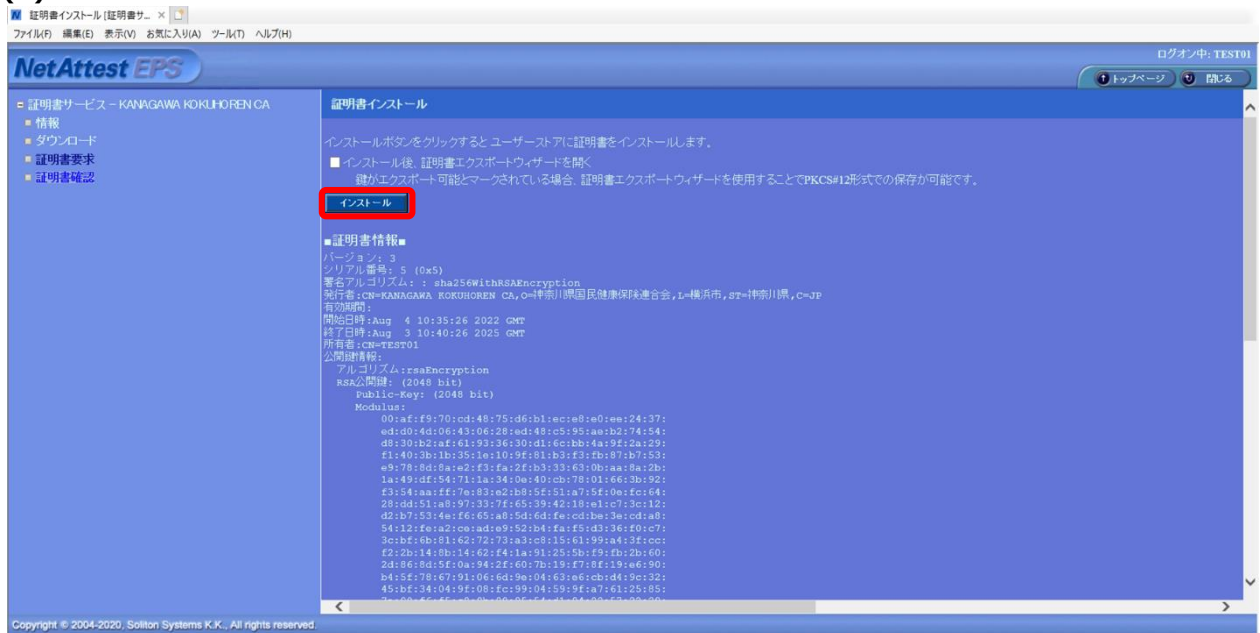 証明書インストール [証明書サ...
ファイル(F) 編集(E) 表示(V) お気に入り(A) ツール(T) ヘルプ(H)
NetAttest EPS
ログオン中: TEST01
トップページ 閉じる
証明書サービス - KANAGAWA KOKUHOREN CA
情報
ダウンロード
証明書要求
証明書確認
証明書インストール
インストールボタンをクリックすると ユーザーストアに証明書をインストールします。
インストール後、証明書エクスポートウィザードを開く
鍵がエクスポート可能とマークされている場合、証明書エクスポートウィザードを使用することでPKCS#12形式での保存が可能です。
インストール
■証明書情報■
バージョン: 3
シリアル番号: 5 (0x5)
署名アルゴリズム: : sha256WithRSAEncryption
発行者:CN=KANAGAWA KOKUHOREN CA,O=神奈川県国民健康保険連合会,L=横浜市,ST=神奈川県,C=JP
有効期間:
開始日時:Aug 4 10:35:26 2022 GMT
終了日時:Aug 3 10:40:26 2025 GMT
所有者:CN=TEST01
公開鍵情報:
アルゴリズム:rsaEncryption
RSA公開鍵: (2048 bit)
Public-Key: (2048 bit)
Modulus:
00:af:f9:70:cd:48:75:d6:b1:ec:e8:e0:ee:24:37:
ed:d0:4d:06:43:06:28:ed:48:c5:95:ae:b2:74:54:
d8:30:b2:af:61:93:36:30:d1:6c:bb:4a:9f:2a:29:
f1:40:3b:1b:35:1e:10:9f:81:b3:f3:fb:87:b7:53:
e9:78:8d:8a:e2:f3:fa:2f:b3:33:63:0b:aa:8a:2b:
1a:49:df:54:71:1a:34:0e:40:cb:78:01:66:3b:92:
f3:54:aa:ff:7e:83:e2:b8:5f:51:a7:5f:0e:fc:64:
28:dd:51:a8:97:33:7f:65:39:42:18:e1:c7:3c:12:
d2:b7:53:4e:f6:65:a8:5d:6d:fe:cd:be:3e:cd:a8:
54:12:fe:a2:ce:ad:e9:52:b4:fa:f5:d3:36:f0:c7:
3c:bf:6b:81:62:72:73:a3:c8:15:61:99:a4:3f:cc:
f2:2b:14:8b:14:62:f4:1a:91:25:5b:f9:fb:2b:60:
2d:86:8d:5f:0a:94:2f:60:7b:19:f7:8f:19:e6:90:
b4:5f:78:67:91:06:6d:9e:04:63:e6:cb:d4:9c:32:
45:bf:34:04:9f:08:fc:99:04:59:9f:a7:61:25:85:
Copyright © 2004-2020, Soliton Systems K.K., All rights reserved.